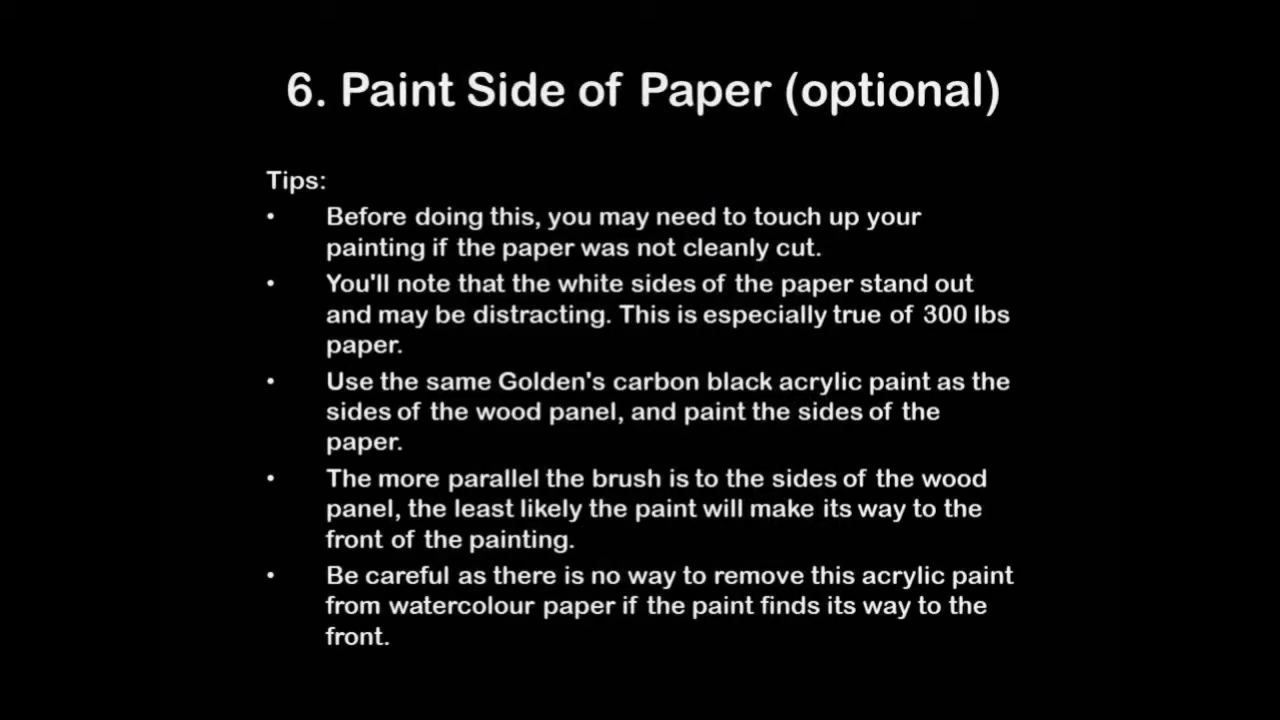 6. Paint Side of Paper (optional)
Tips:
• Before doing this, you may need to touch up your
painting if the paper was not cleanly cut.
• You'll note that the white sides of the paper stand out
and may be distracting. This is especially true of 300 lbs
paper.
• Use the same Golden's carbon black acrylic paint as the
sides of the wood panel, and paint the sides of the
paper.
• The more parallel the brush is to the sides of the wood
panel, the least likely the paint will make its way to the
front of the painting.
• Be careful as there is no way to remove this acrylic paint
from watercolour paper if the paint finds its way to the
front.